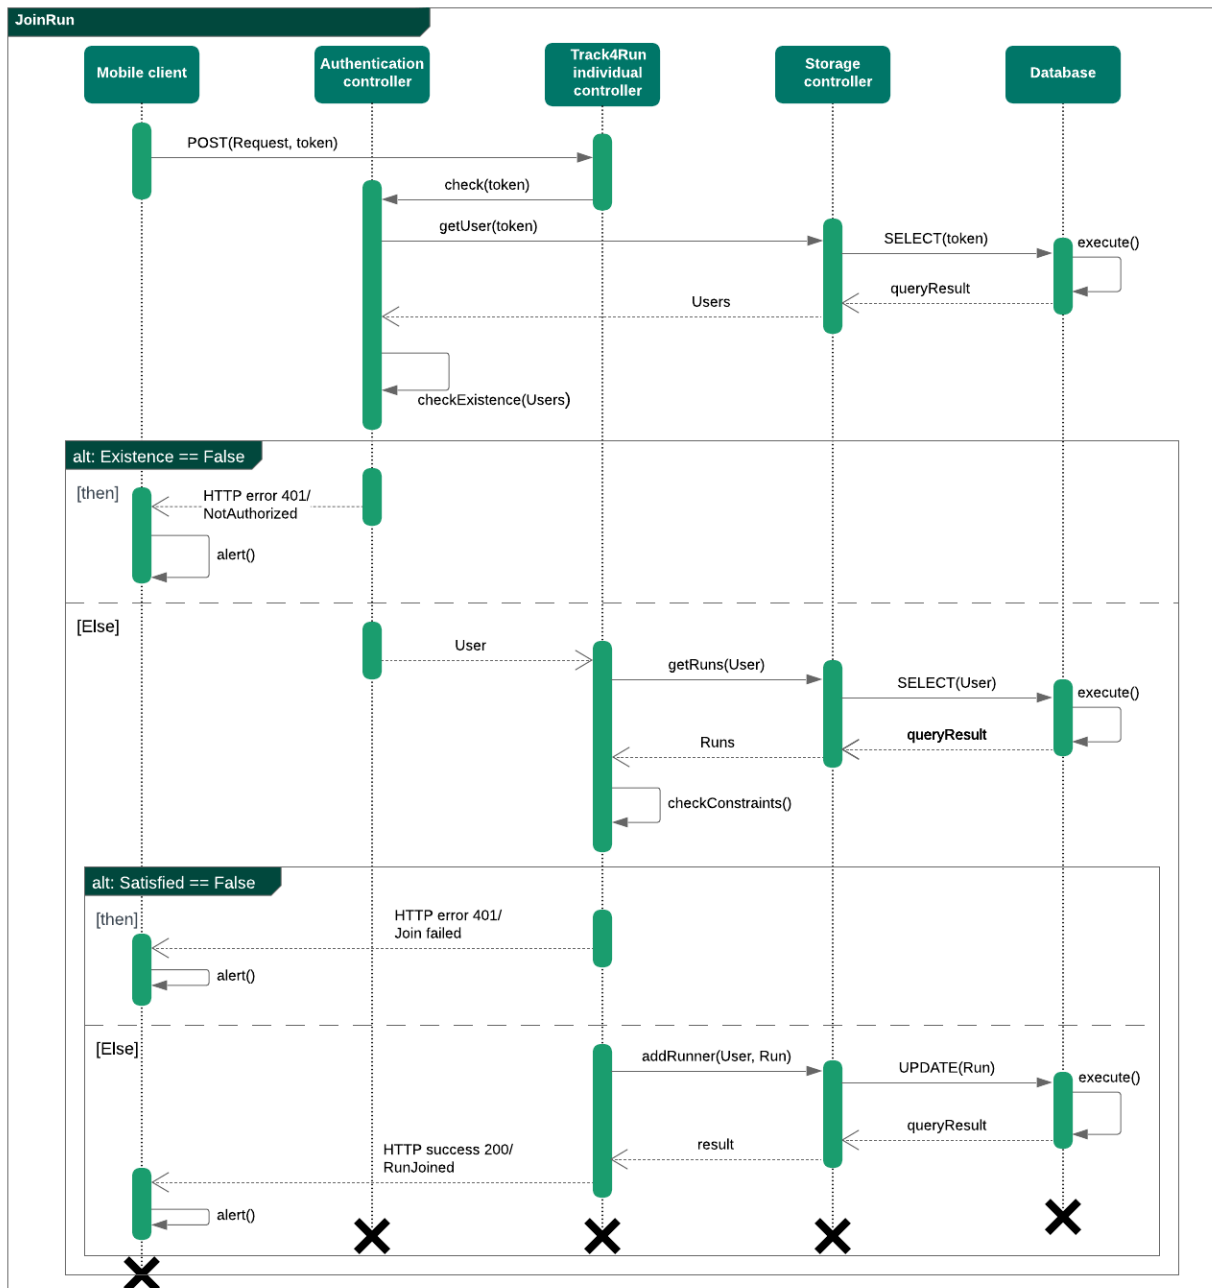 JoinRun
Mobile client
Authentication
controller
Track4Run
individual
controller
Storage
controller
Database
POST(Request, token)
check(token)
getUser(token)
SELECT(token)
execute()
queryResult
Users
checkExistence(Users)
alt: Existence == False
[then]
HTTP error 401/
NotAuthorized
alert()
[Else]
User
getRuns(User)
SELECT(User)
execute()
queryResult
Runs
checkConstraints()
alt: Satisfied == False
[then]
HTTP error 401/
Join failed
alert()
[Else]
addRunner(User, Run)
UPDATE(Run)
execute()
queryResult
result
HTTP success 200/
RunJoined
alert()